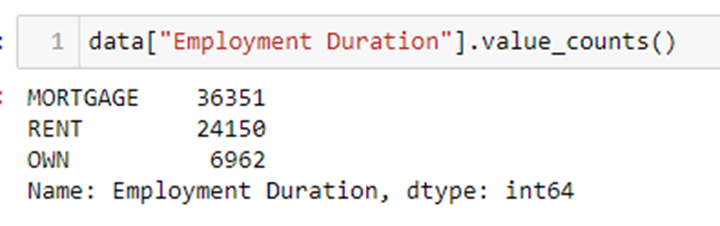 1 data["Employment Duration"].value_counts()
MORTGAGE 36351
RENT 24150
OWN 6962
Name: Employment Duration, dtype: int64